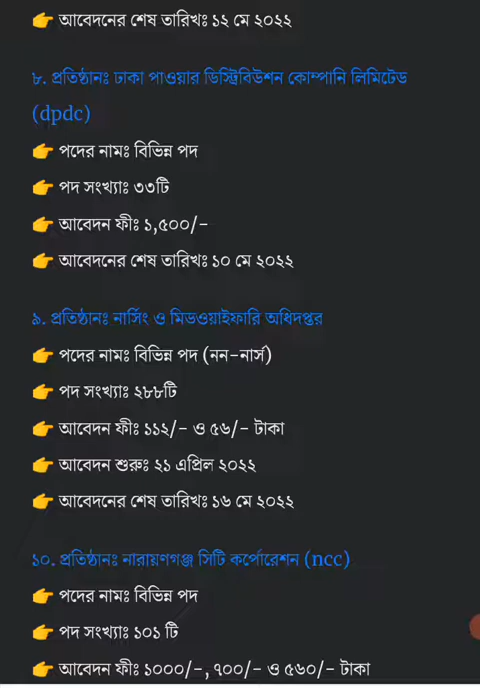 👉 আবেদনের শেষ তারিখঃ ১২ মে ২০২২
৮. প্রতিষ্ঠানঃ ঢাকা পাওয়ার ডিস্ট্রিবিউশন কোম্পানি লিমিটেড
(dpdc)
👉 পদের নামঃ বিভিন্ন পদ
👉 পদ সংখ্যাঃ ৩৩টি
👉 আবেদন ফীঃ ১,৫০০/-
👉 আবেদনের শেষ তারিখঃ ১০ মে ২০২২
৯. প্রতিষ্ঠানঃ নার্সিং ও মিডওয়াইফারি অধিদপ্তর
👉 পদের নামঃ বিভিন্ন পদ (নন-নার্স)
👉 পদ সংখ্যাঃ ২৮৮টি
👉 আবেদন ফীঃ ১১২/- ও ৫৬/- টাকা
👉 আবেদন শুরুঃ ২১ এপ্রিল ২০২২
👉 আবেদনের শেষ তারিখঃ ১৬ মে ২০২২
১০. প্রতিষ্ঠানঃ নারায়ণগঞ্জ সিটি কর্পোরেশন (ncc)
👉 পদের নামঃ বিভিন্ন পদ
👉 পদ সংখ্যাঃ ১০১ টি
👉 আবেদন ফীঃ ১০০০/-, ৭০০/- ও ৫৬০/- টাকা